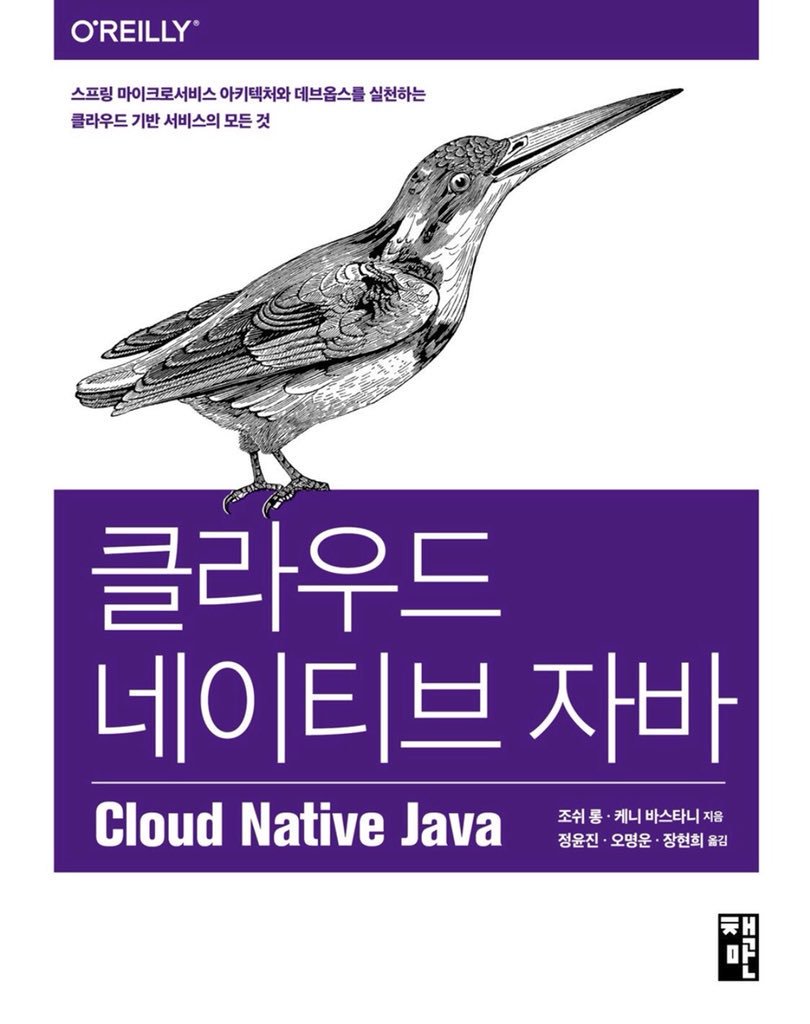 O'REILLY®
스프링 마이크로서비스 아키텍처와 데브옵스를 실천하는
클라우드 기반 서비스의 모든 것
클라우드
네이티브 자바
Cloud Native Java
조쉬 롱 · 케니 바스타니 지음
정윤진 · 오명운 · 장현희 옮김
책만